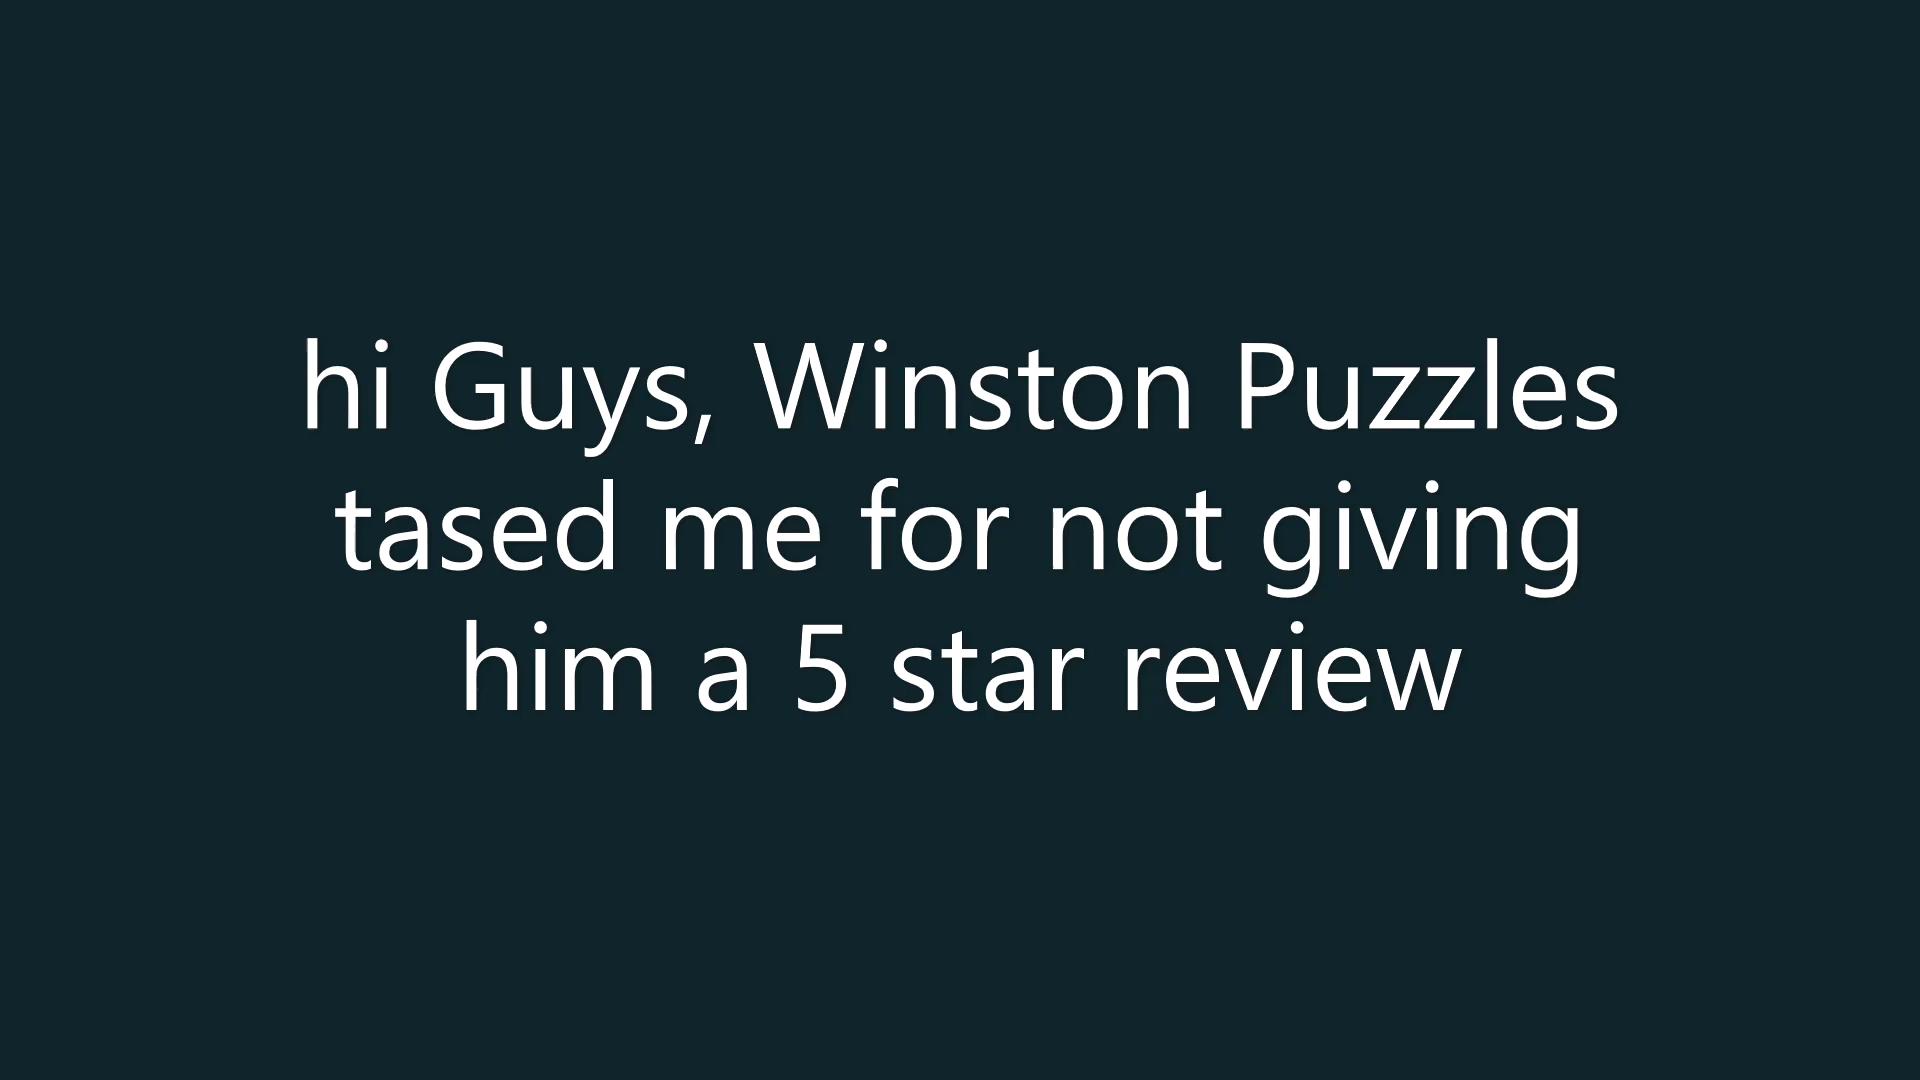 hi Guys, Winston Puzzles
tased me for not giving
him a 5 star review